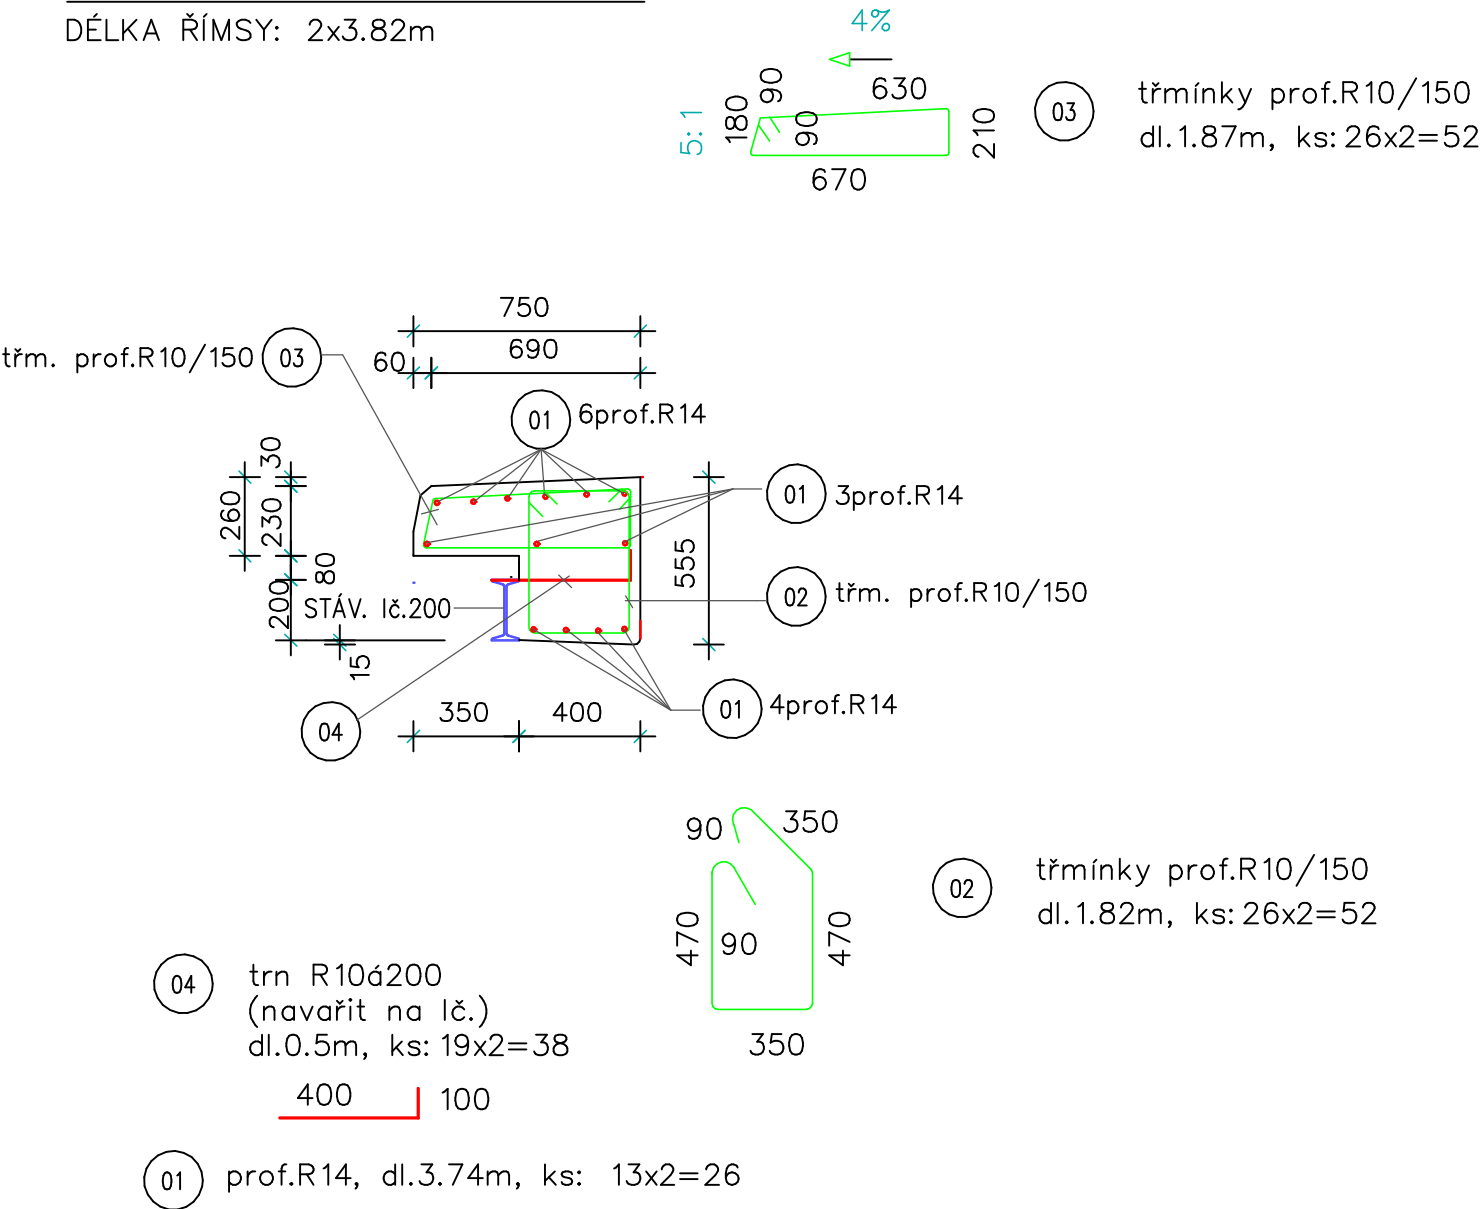 DÉLKA ŘÍMSY: 2x3.82m
4%
5:1
180
90
90
630
210
670
03
třmínky prof.R10/150
dl.1.87m, ks:26x2=52
750
60
690
třm. prof.R10/150
03
01
6prof.R14
30
260
230
80
200
15
STÁV. Ič.200
555
01
3prof.R14
02
třm. prof.R10/150
04
350
400
01
4prof.R14
90
350
470
90
470
350
02
třmínky prof.R10/150
dl.1.82m, ks:26x2=52
04
trn R10á200
(navařit na Ič.)
dl.0.5m, ks:19x2=38
400
100
01
prof.R14, dl.3.74m, ks: 13x2=26